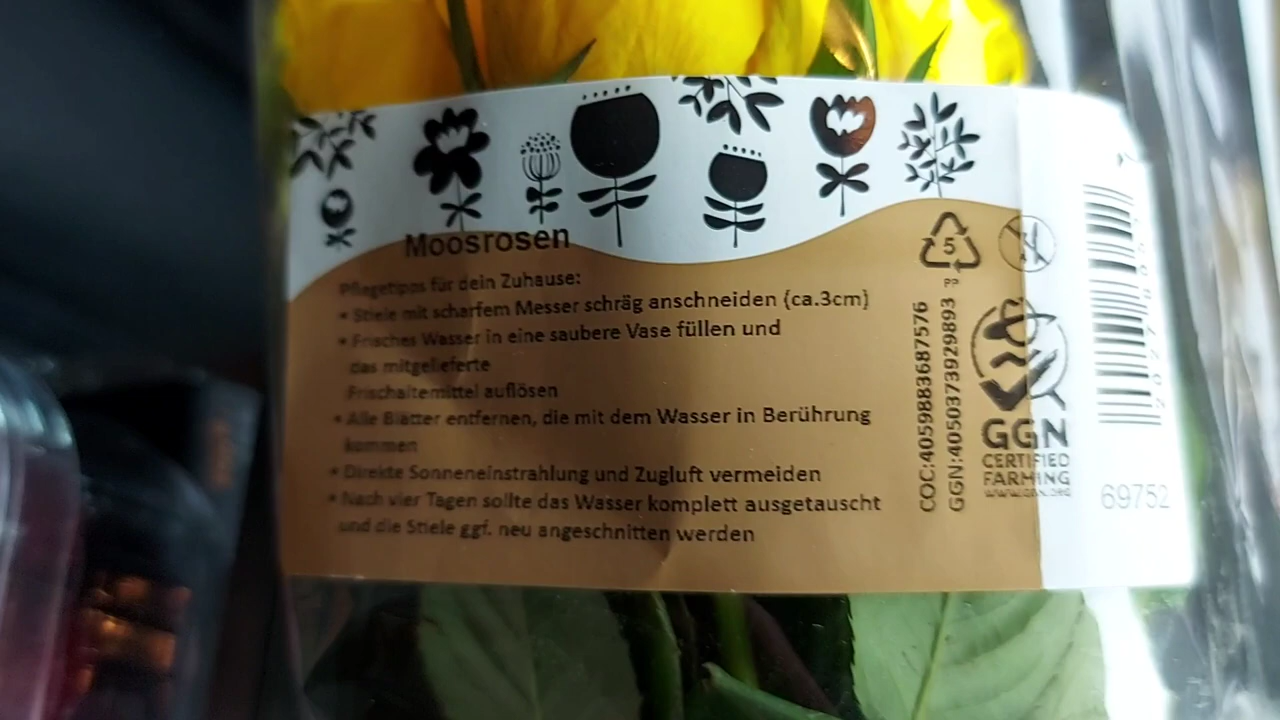 Moosrosen
Pflegetipps für dein Zuhause:
• Stiele mit scharfem Messer schräg anschneiden (ca.3cm)
• Frisches Wasser in eine saubere Vase füllen und
das mitgelieferte
Frischhaltemittel auflösen
• Alle Blätter entfernen, die mit dem Wasser in Berührung
kommen
• Direkte Sonneneinstrahlung und Zugluft vermeiden
• Nach vier Tagen sollte das Wasser komplett ausgetauscht
und die Stiele ggf. neu angeschnitten werden
5
PP
COC:4059883687576
GGN:4050373929893
GGN
CERTIFIED
FARMING
www.ggn.org
69752